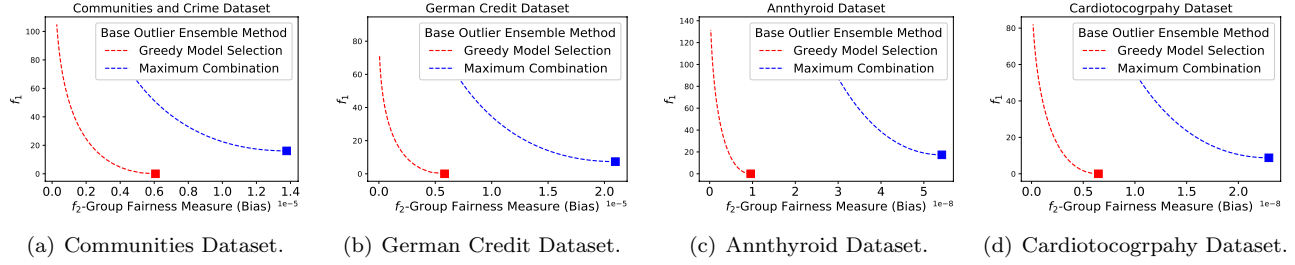 Communities and Crime Dataset
Base Outlier Ensemble Method
Greedy Model Selection
Maximum Combination
f1
100
80
60
40
20
0
0.0 0.2 0.4 0.6 0.8 1.0 1.2 1.4
f2-Group Fairness Measure (Bias) 1e-5
(a) Communities Dataset.
German Credit Dataset
Base Outlier Ensemble Method
Greedy Model Selection
Maximum Combination
80
60
40
20
0
0.0 0.5 1.0 1.5 2.0
f2-Group Fairness Measure (Bias) 1e-5
(b) German Credit Dataset.
Annthyroid Dataset
Base Outlier Ensemble Method
Greedy Model Selection
Maximum Combination
f1
140
120
100
80
60
40
20
0
0 1 2 3 4 5
f2-Group Fairness Measure (Bias) 1e-8
(c) Annthyroid Dataset.
Cardiotocogrpahy Dataset
Base Outlier Ensemble Method
Greedy Model Selection
Maximum Combination
f1
80
60
40
20
0
0.0 0.5 1.0 1.5 2.0
f2-Group Fairness Measure (Bias) 1e-8
(d) Cardiotocogrpahy Dataset.